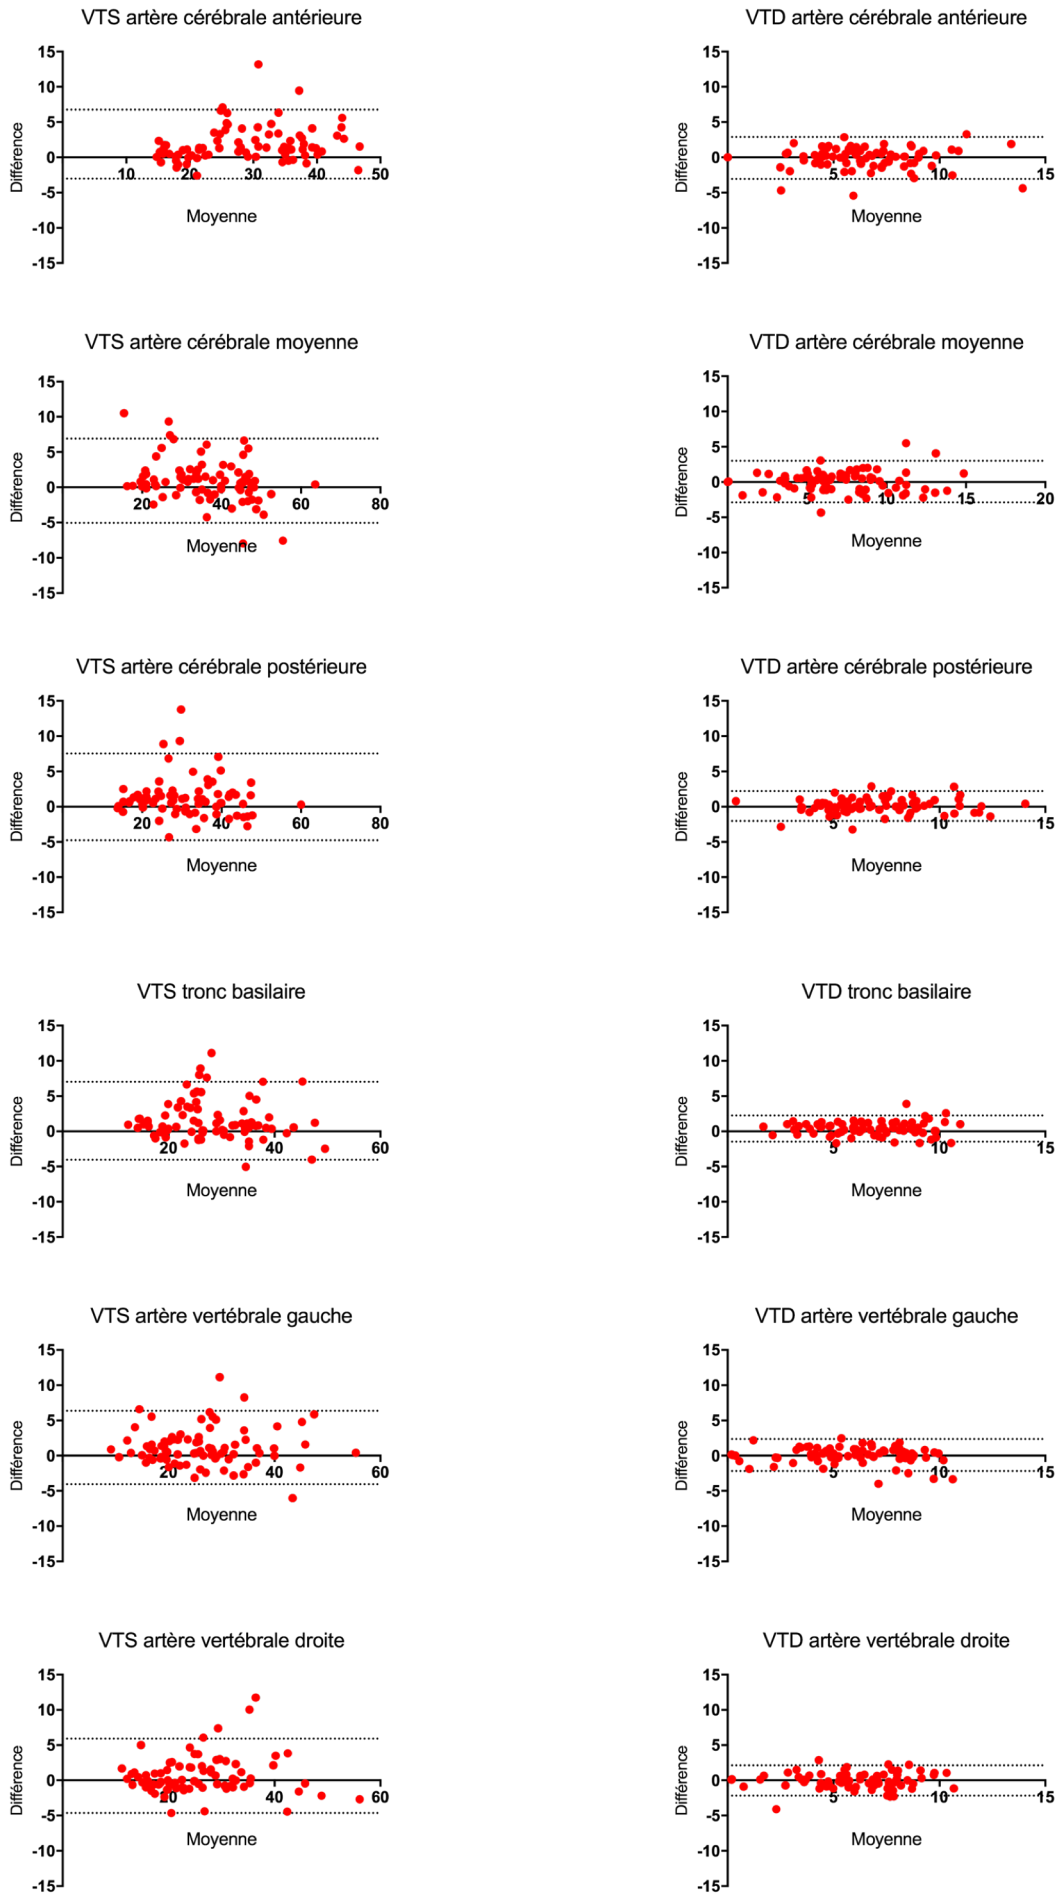 VTS artère cérébrale antérieure
15
10
5
0
-5
-10
-15
Différence
10 20 30 40 50
Moyenne
VTD artère cérébrale antérieure
15
10
5
0
-5
-10
-15
Différence
5 10 15
Moyenne
VTS artère cérébrale moyenne
15
10
5
0
-5
-10
-15
Différence
20 40 60 80
Moyenne
VTD artère cérébrale moyenne
15
10
5
0
-5
-10
-15
Différence
5 10 15 20
Moyenne
VTS artère cérébrale postérieure
15
10
5
0
-5
-10
-15
Différence
20 40 60 80
Moyenne
VTD artère cérébrale postérieure
15
10
5
0
-5
-10
-15
Différence
5 10 15
Moyenne
VTS tronc basilaire
15
10
5
0
-5
-10
-15
Différence
20 40 60
Moyenne
VTD tronc basilaire
15
10
5
0
-5
-10
-15
Différence
5 10 15
Moyenne
VTS artère vertébrale gauche
15
10
5
0
-5
-10
-15
Différence
20 40 60
Moyenne
VTD artère vertébrale gauche
15
10
5
0
-5
-10
-15
Différence
5 10 15
Moyenne
VTS artère vertébrale droite
15
10
5
0
-5
-10
-15
Différence
20 40 60
Moyenne
VTD artère vertébrale droite
15
10
5
0
-5
-10
-15
Différence
5 10 15
Moyenne